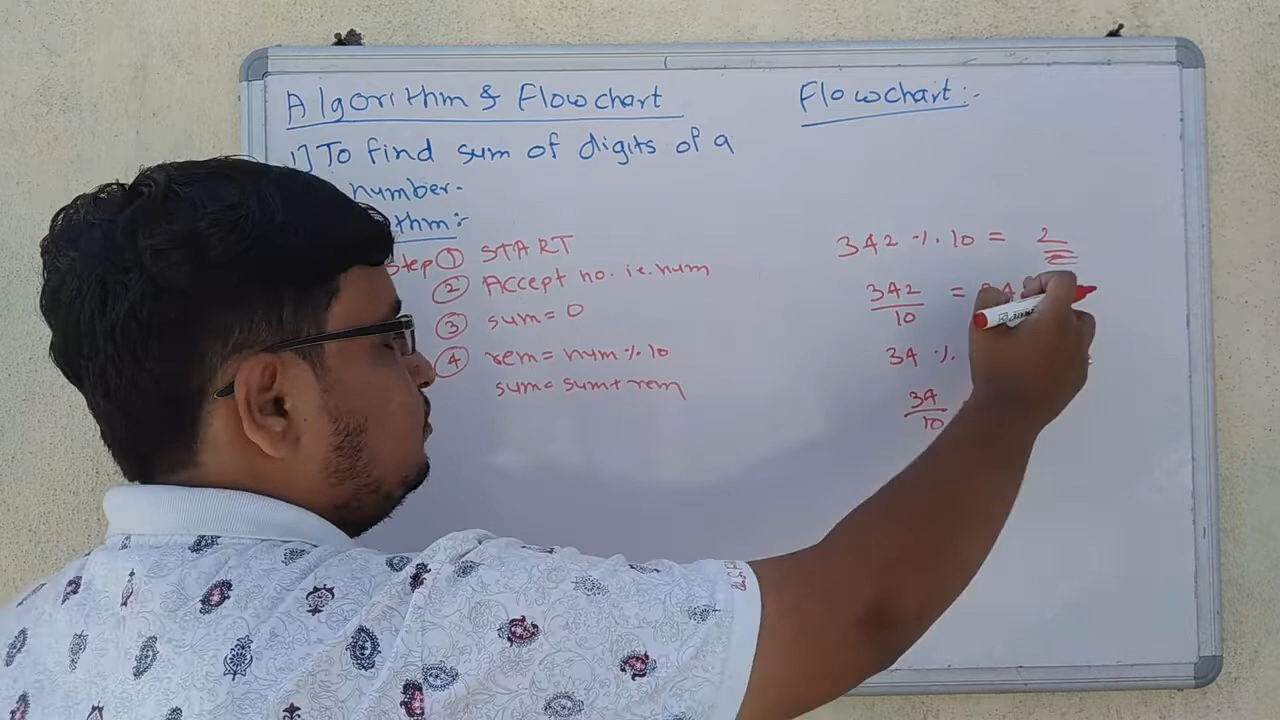 Algorithm & Flowchart
1] To find sum of digits of a
number.
thm:
Step ① START
② Accept no. i.e. num
③ sum = 0
④ rem = num % 10
sum = sum + rem
Flowchart :-
342 % 10 = 2
342
10
=
34 %
34
10